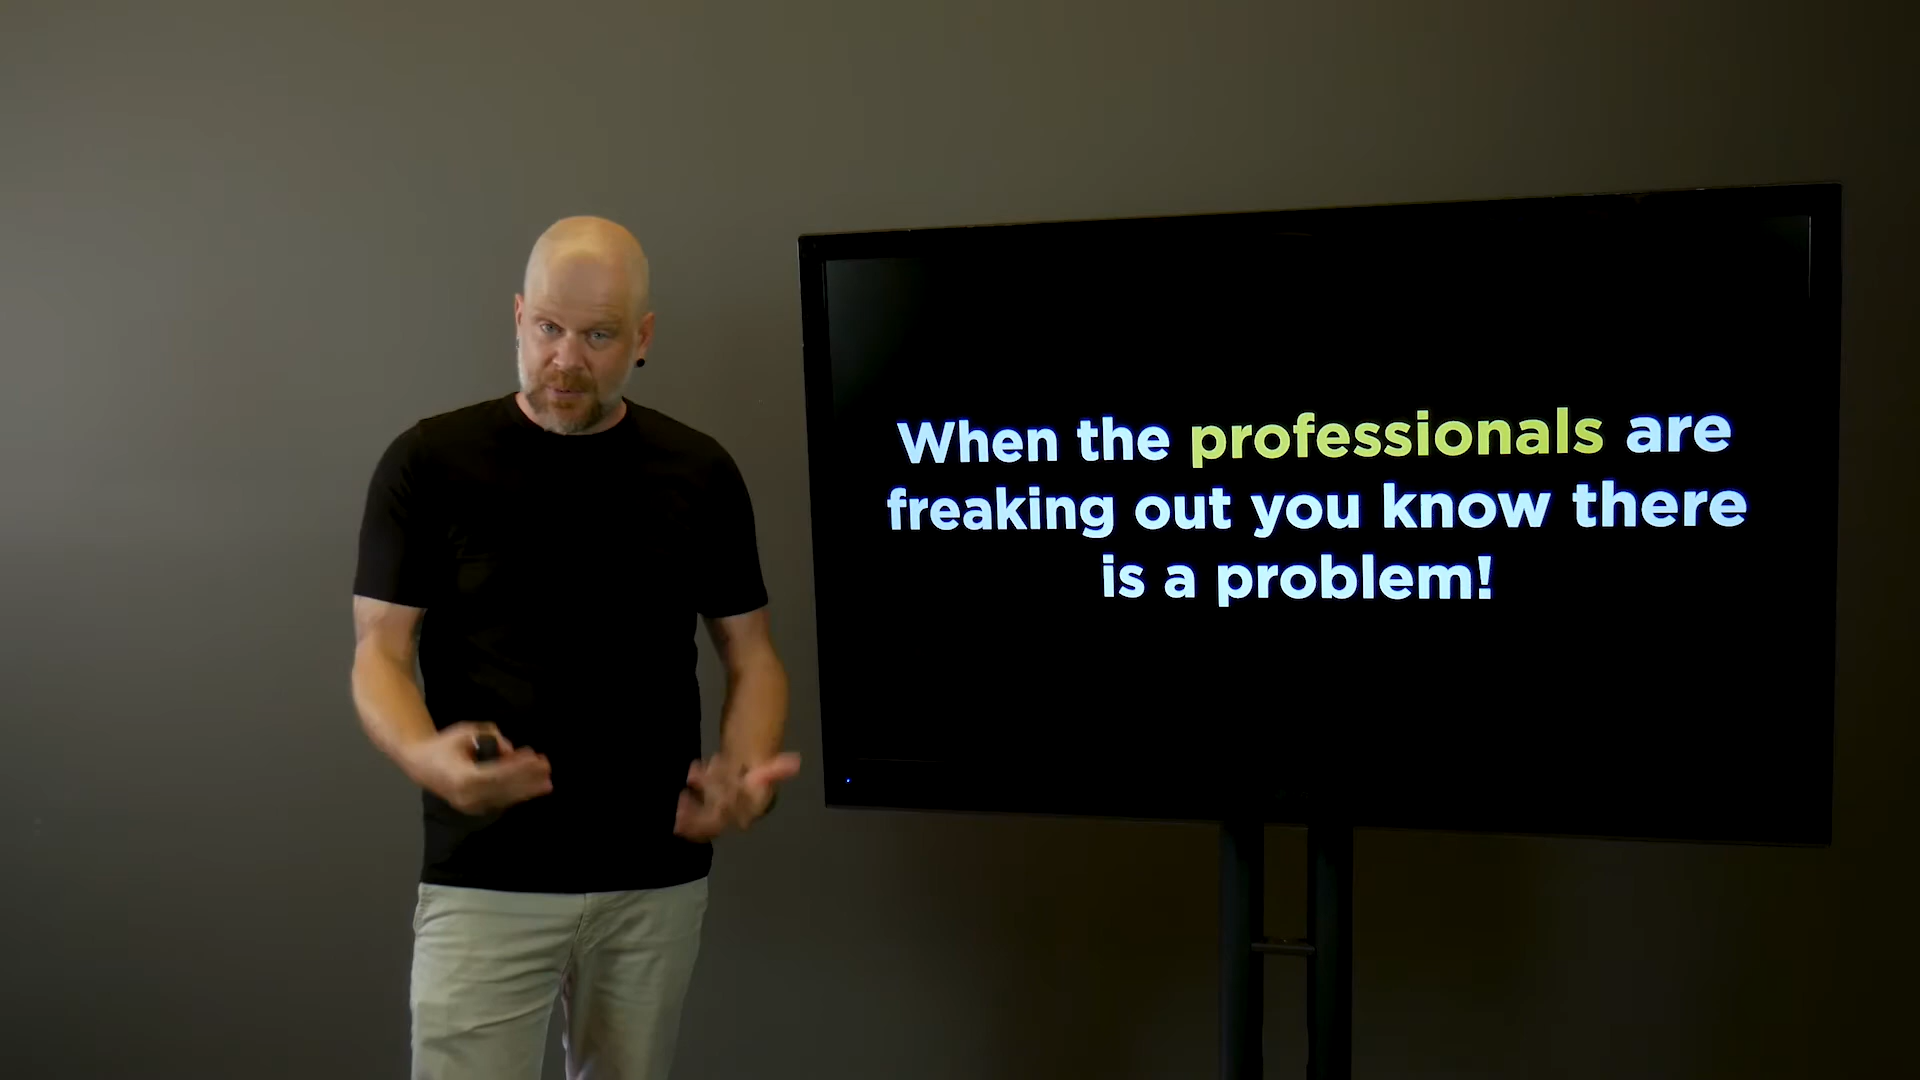 When the professionals are
freaking out you know there
is a problem!